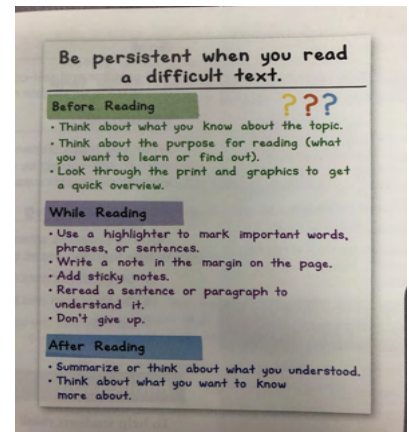 Be persistent when you read
a difficult text.
Before Reading
???
• Think about what you know about the topic.
• Think about the purpose for reading (what
you want to learn or find out).
• Look through the print and graphics to get
a quick overview.
While Reading
• Use a highlighter to mark important words,
phrases, or sentences.
• Write a note in the margin on the page.
• Add sticky notes.
• Reread a sentence or paragraph to
understand it.
• Don't give up.
After Reading
• Summarize or think about what you understood.
• Think about what you want to know
more about.